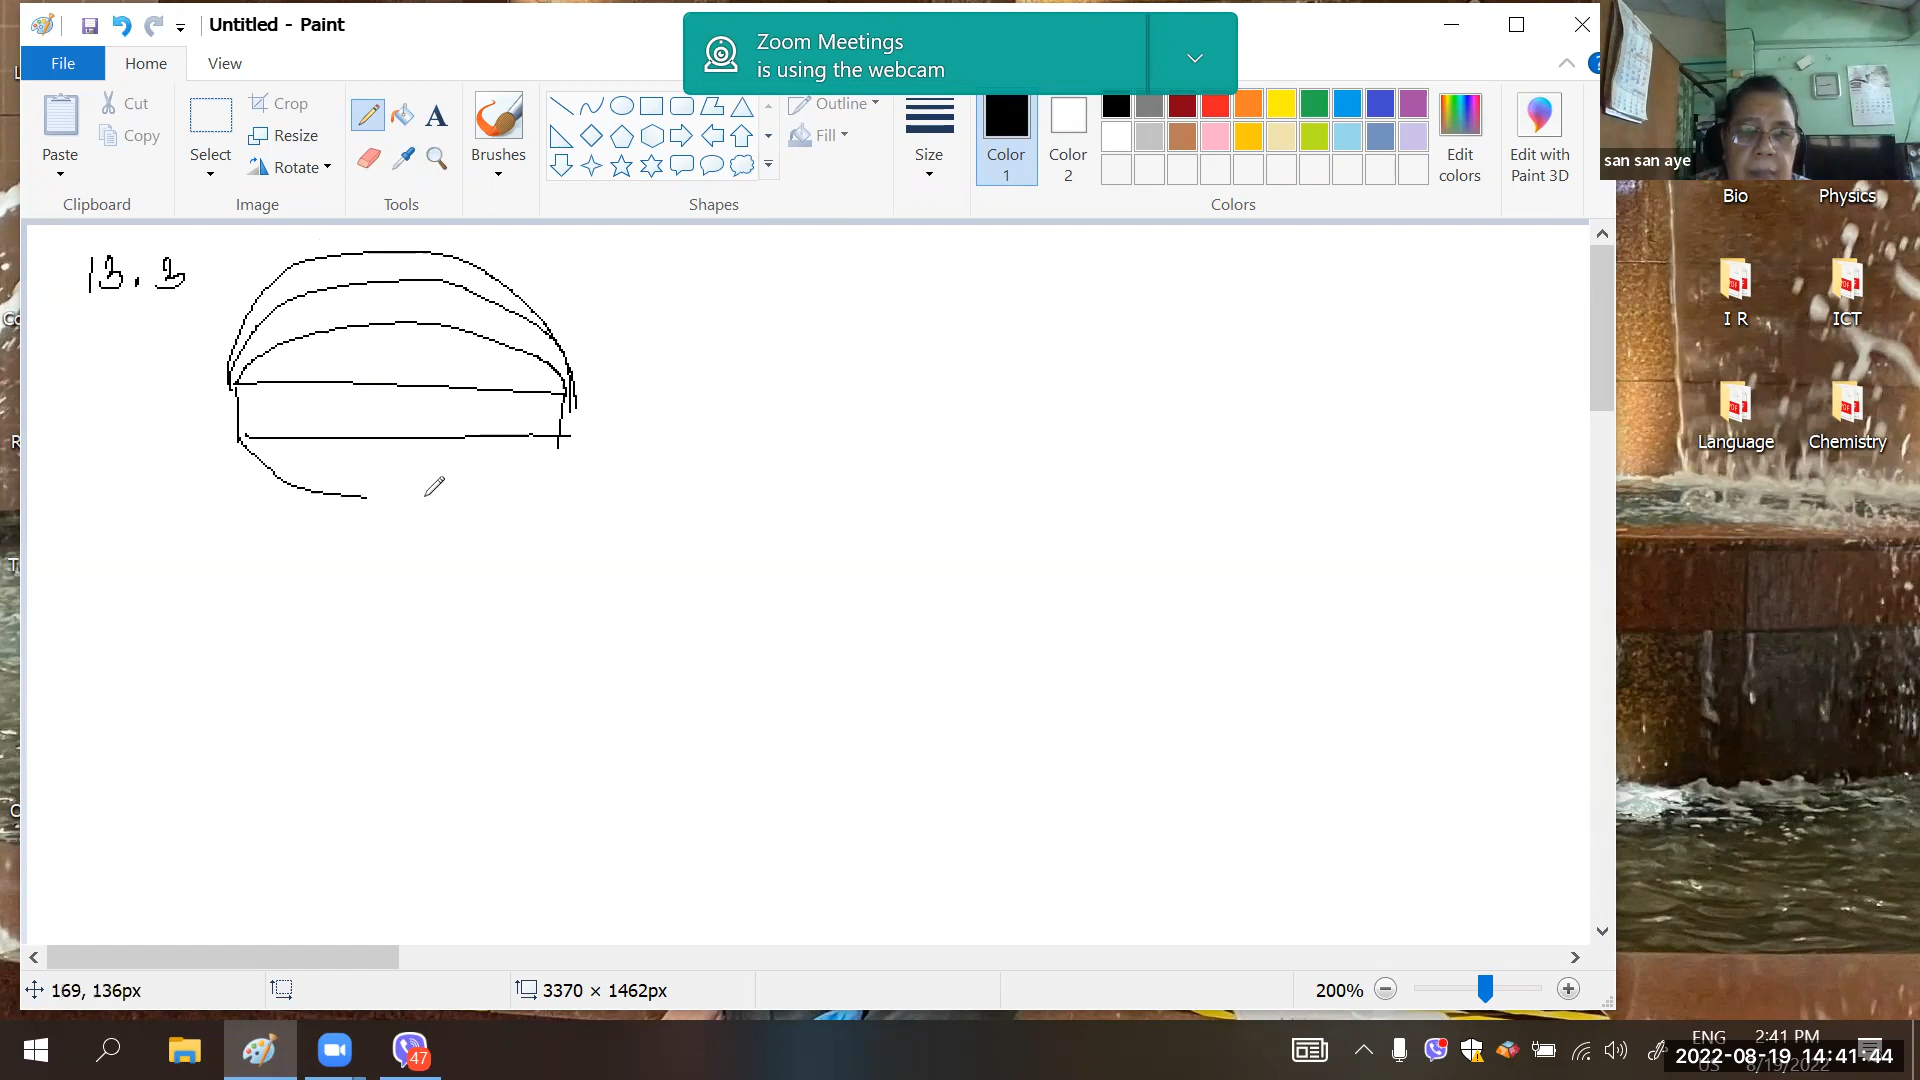 Untitled - Paint
Zoom Meetings
is using the webcam
File
Home
View
Paste
Cut
Copy
Clipboard
Select
Crop
Resize
Rotate
Image
Tools
Brushes
Shapes
Outline
Fill
Size
Color
1
Color
2
Edit
colors
Edit with
Paint 3D
Colors
san san aye
Bio
Physics
I R
ICT
Language
Chemistry
169, 136px
3370 × 1462px
200%
47
ENG
2:41 PM
2022-08-19 14:41:44